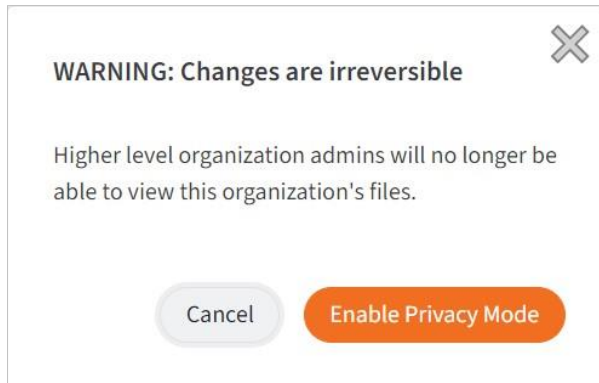 WARNING: Changes are irreversible
Higher level organization admins will no longer be
able to view this organization's files.
Cancel
Enable Privacy Mode